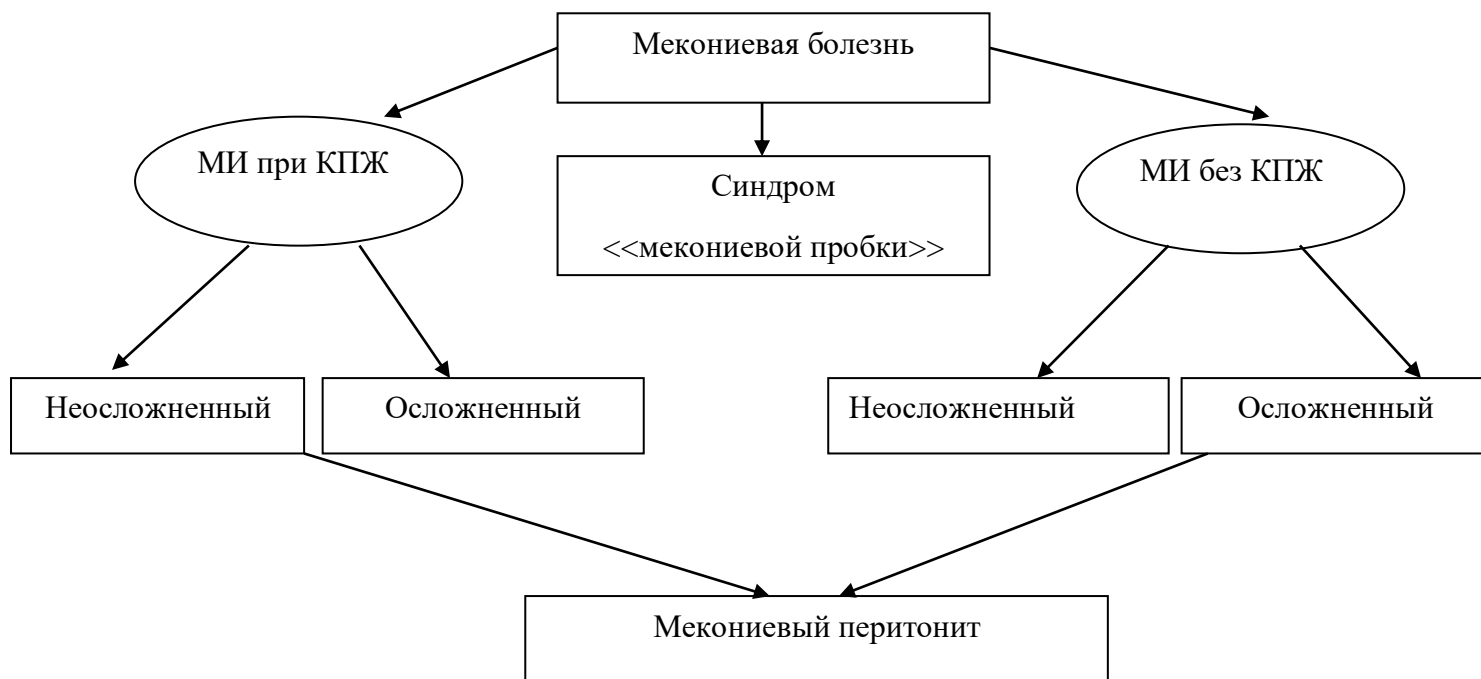 Мекониевая болезнь
МИ при КПЖ
Синдром
<<мекониевой пробки>>
МИ без КПЖ
Неосложненный
Осложненный
Неосложненный
Осложненный
Мекониевый перитонит